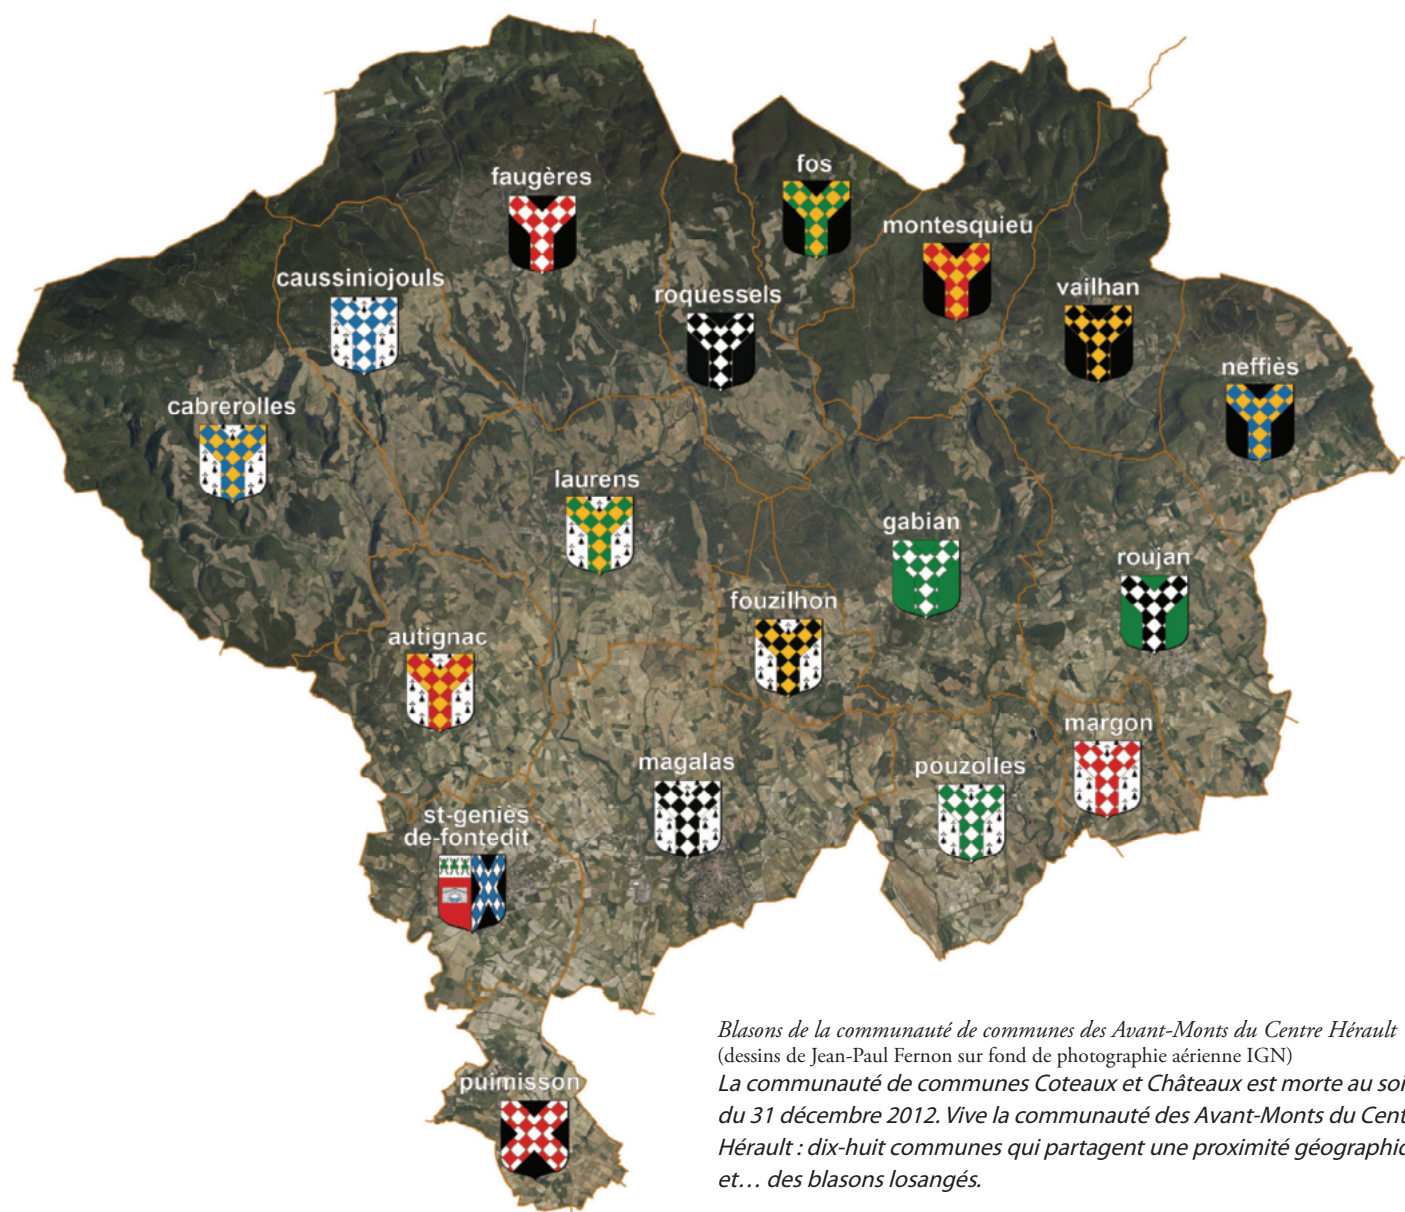 faugères
fos
montesquieu
caussiniojouls
roquessels
vailhan
neffiès
cabrerolles
laurens
gabian
roujan
fouzilhon
autignac
margon
magalas
pouzolles
st-geniès
de-fontedit
puimisson
Blasons de la communauté de communes des Avant-Monts du Centre Hérault
(dessins de Jean-Paul Fernon sur fond de photographie aérienne IGN)
La communauté de communes Coteaux et Châteaux est morte au soi
du 31 décembre 2012. Vive la communauté des Avant-Monts du Cent
Hérault : dix-huit communes qui partagent une proximité géographic
et… des blasons losangés.